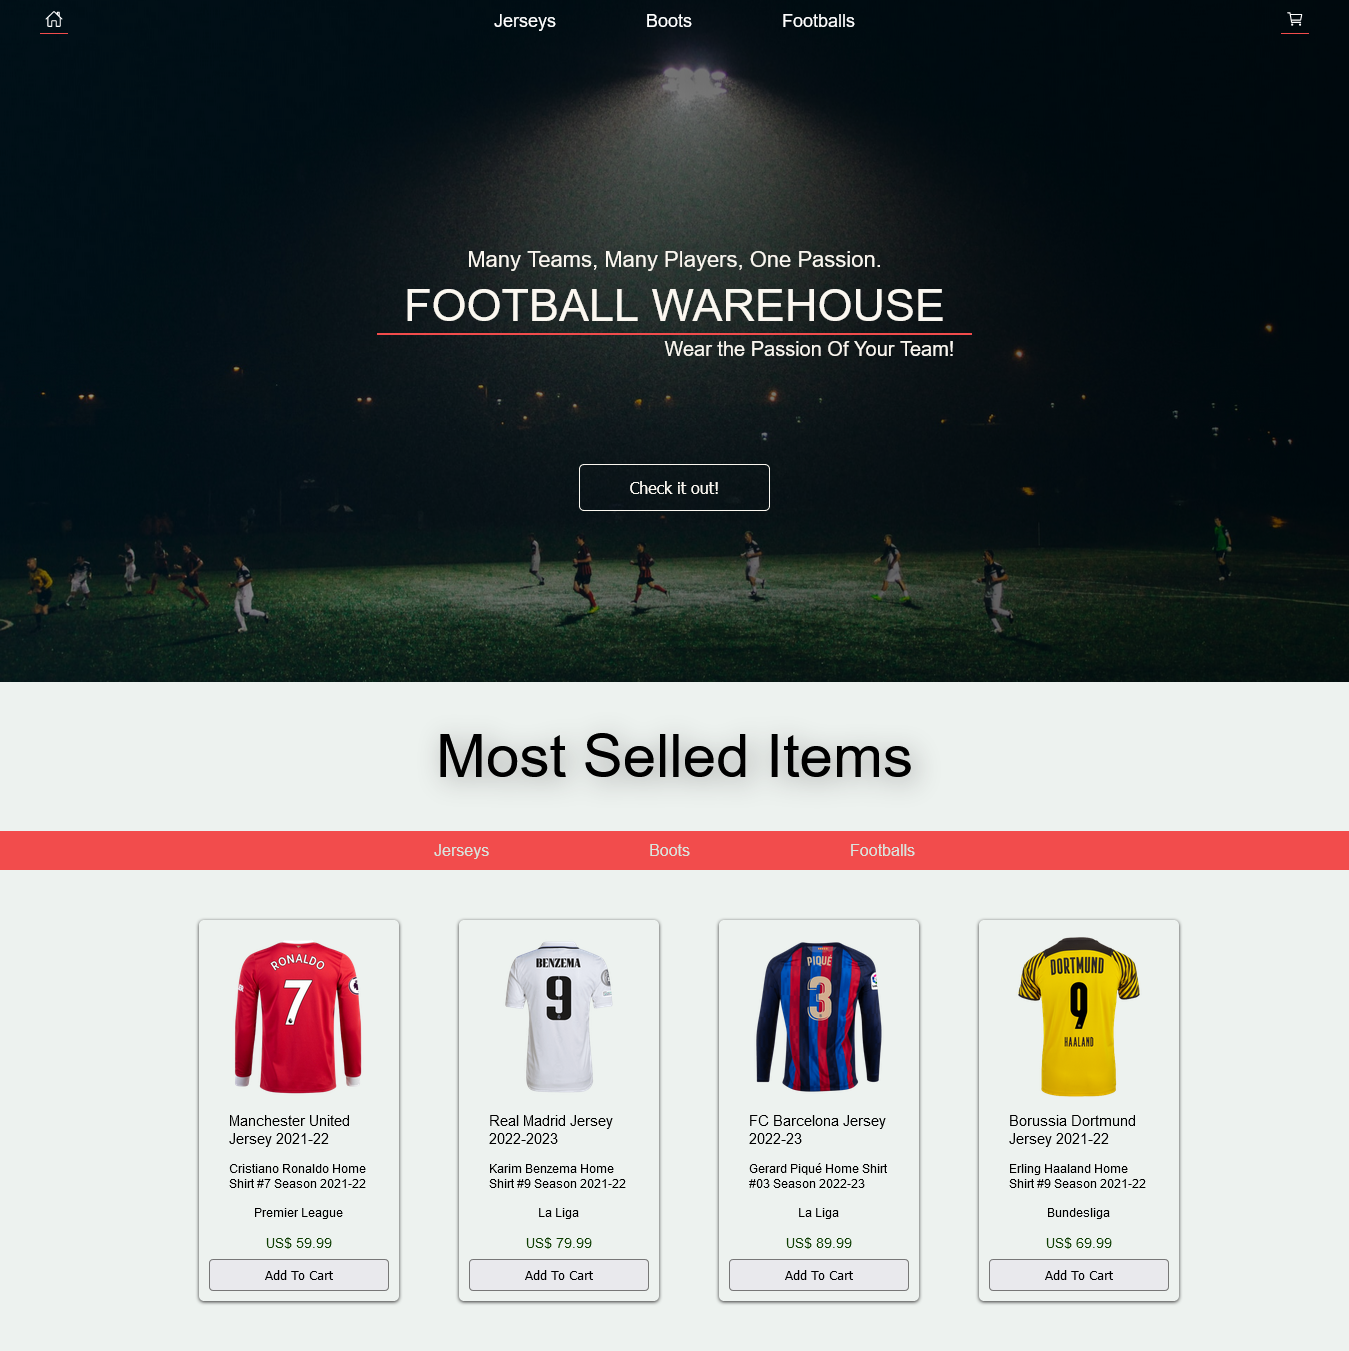 Jerseys Boots Footballs
Many Teams, Many Players, One Passion.
FOOTBALL WAREHOUSE
Wear the Passion Of Your Team!
Check it out!
Most Selled Items
Jerseys Boots Footballs
RONALDO
7
Manchester United
Jersey 2021-22
Cristiano Ronaldo Home
Shirt #7 Season 2021-22
Premier League
US$ 59.99
Add To Cart
BENZEMA
9
Real Madrid Jersey
2022-2023
Karim Benzema Home
Shirt #9 Season 2021-22
La Liga
US$ 79.99
Add To Cart
PIQUÉ
3
FC Barcelona Jersey
2022-23
Gerard Piqué Home Shirt
#03 Season 2022-23
La Liga
US$ 89.99
Add To Cart
DORTMUND
9
HAALAND
Borussia Dortmund
Jersey 2021-22
Erling Haaland Home
Shirt #9 Season 2021-22
Bundesliga
US$ 69.99
Add To Cart